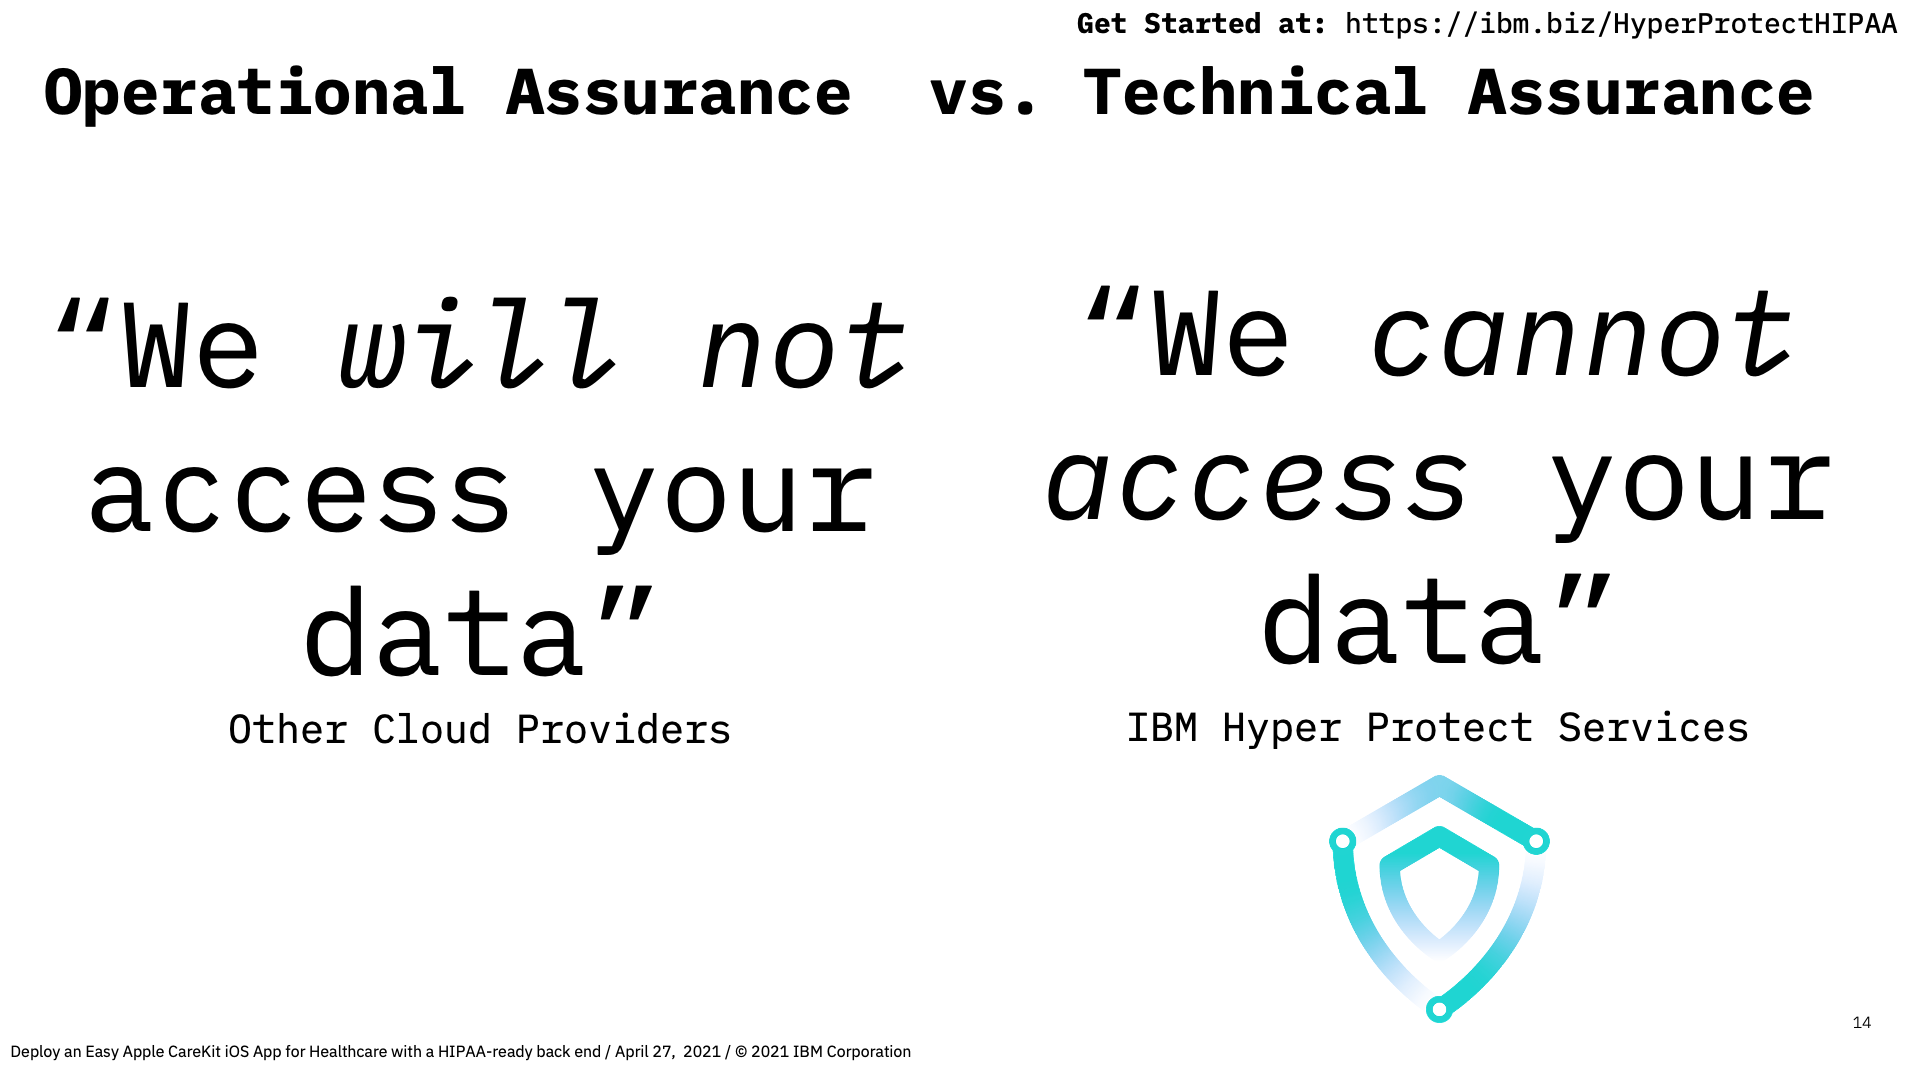 Get Started at: https://ibm.biz/HyperProtectHIPAA
Operational Assurance  vs. Technical Assurance
“We will not
access your
data”
Other Cloud Providers
“We cannot
access your
data”
IBM Hyper Protect Services
14
Deploy an Easy Apple CareKit iOS App for Healthcare with a HIPAA-ready back end / April 27,  2021 / © 2021 IBM Corporation